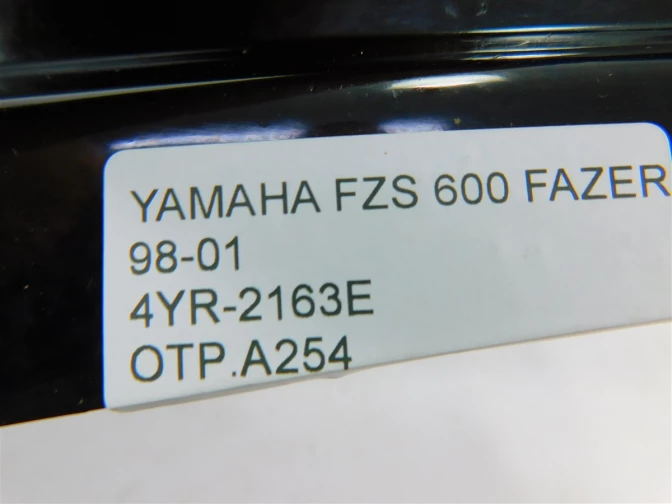 YAMAHA FZS 600 FAZER
98-01
4YR-2163E
OTP.A254